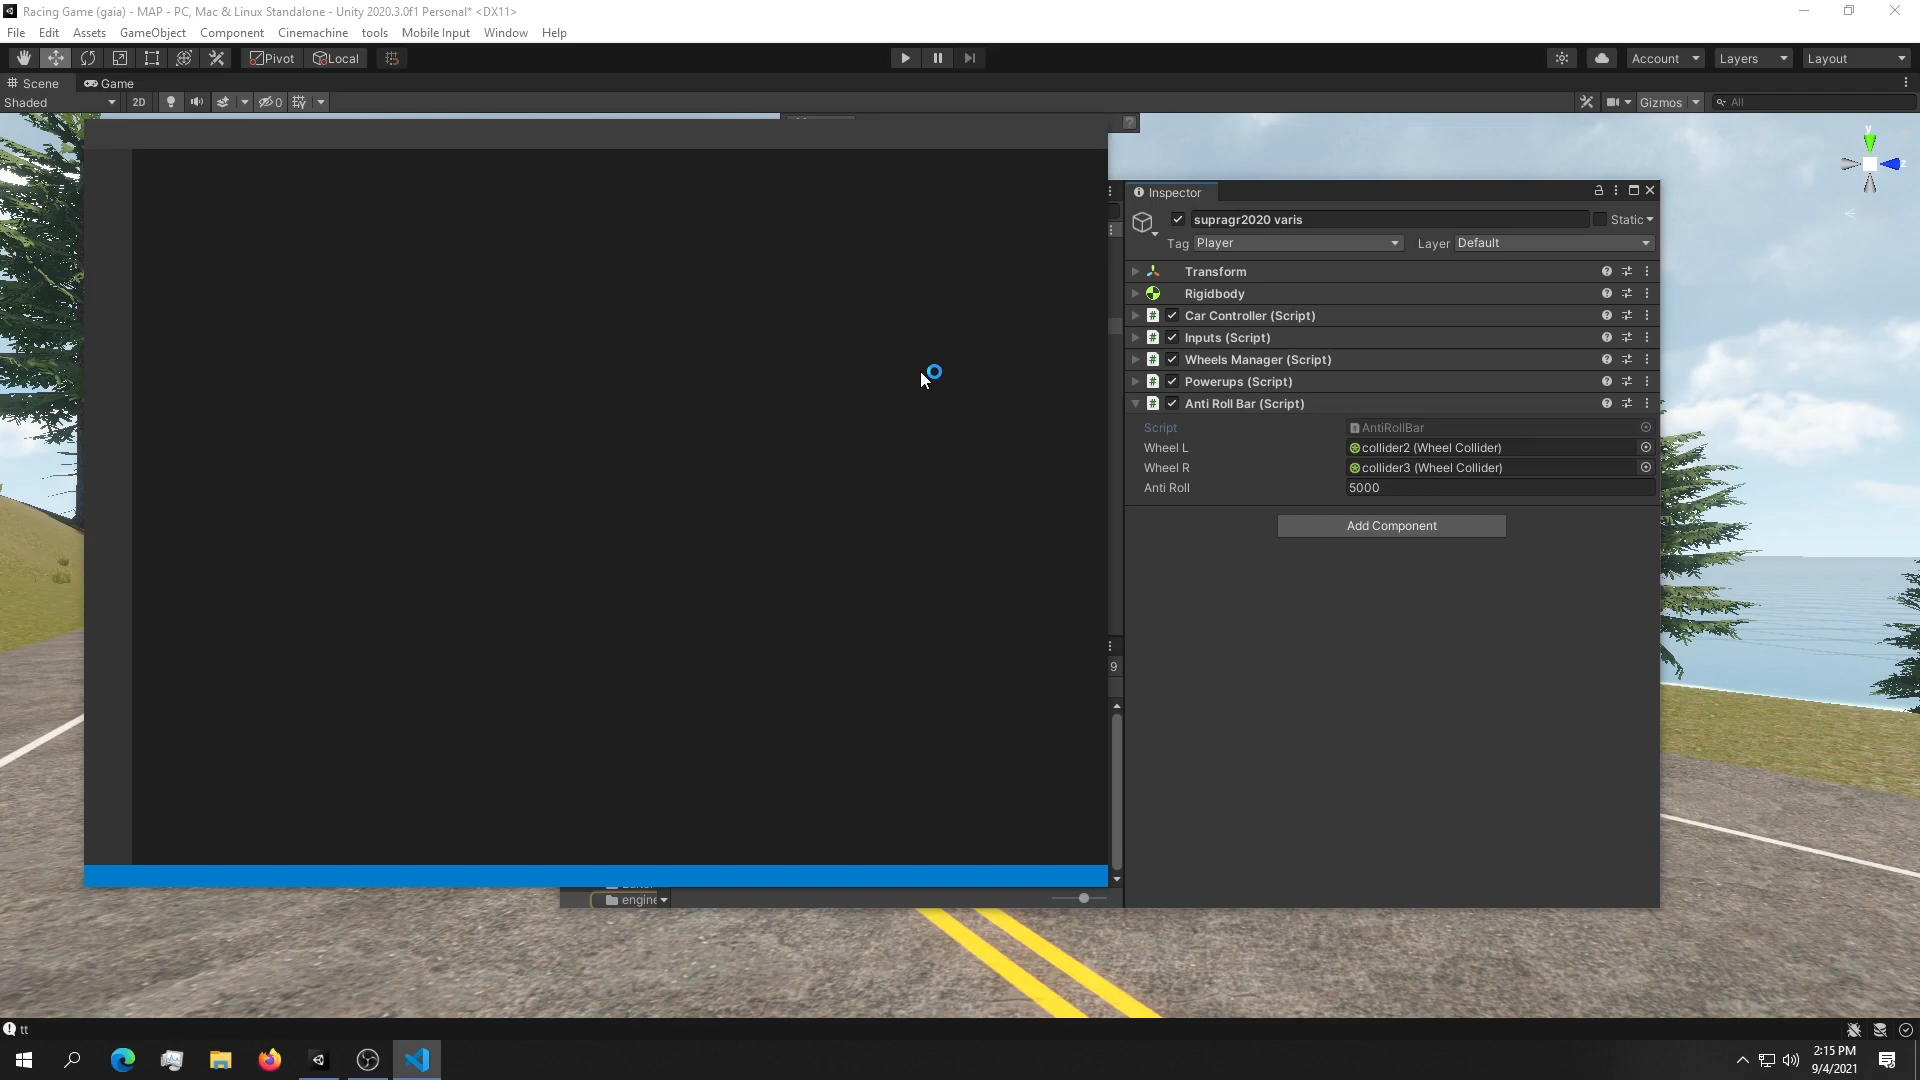 Racing Game (gaia) - MAP - PC, Mac & Linux Standalone - Unity 2020.3.0f1 Personal* <DX11>
File Edit Assets GameObject Component Cinemachine tools Mobile Input Window Help
Pivot Local Account Layers Layout
Scene Game
Shaded 2D 0 Gizmos All
y
z
Inspector
supragr2020 varis Static
Tag Player Layer Default
Transform
Rigidbody
Car Controller (Script)
Inputs (Script)
Wheels Manager (Script)
Powerups (Script)
Anti Roll Bar (Script)
Script AntiRollBar
Wheel L collider2 (Wheel Collider)
Wheel R collider3 (Wheel Collider)
Anti Roll 5000
Add Component
9
engine
tt
2:15 PM
9/4/2021